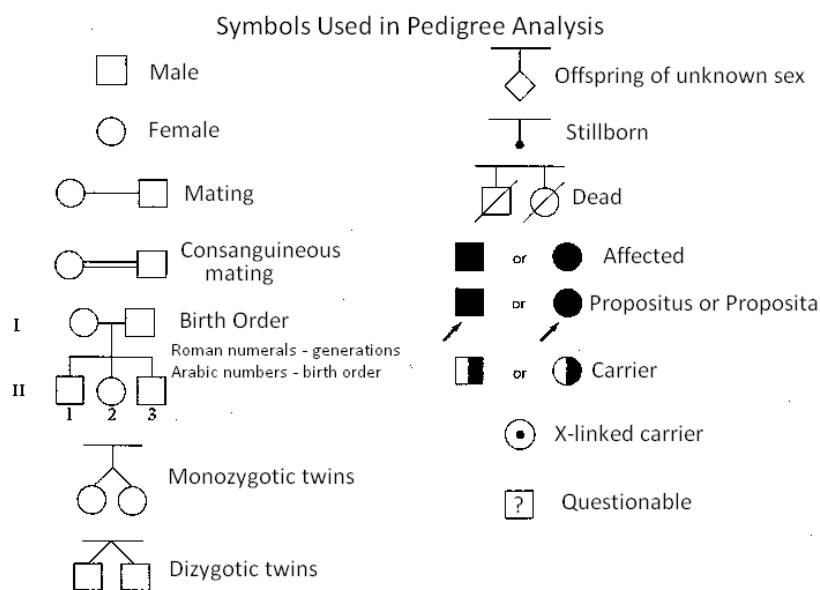 Symbols Used in Pedigree Analysis
Male
Female
Mating
Consanguineous
mating
I
Birth Order
Roman numerals - generations
Arabic numbers - birth order
II
1 2 3
Monozygotic twins
Dizygotic twins
Offspring of unknown sex
Stillborn
Dead
or
Affected
or
Propositus or Proposita
or
Carrier
X-linked carrier
?
Questionable